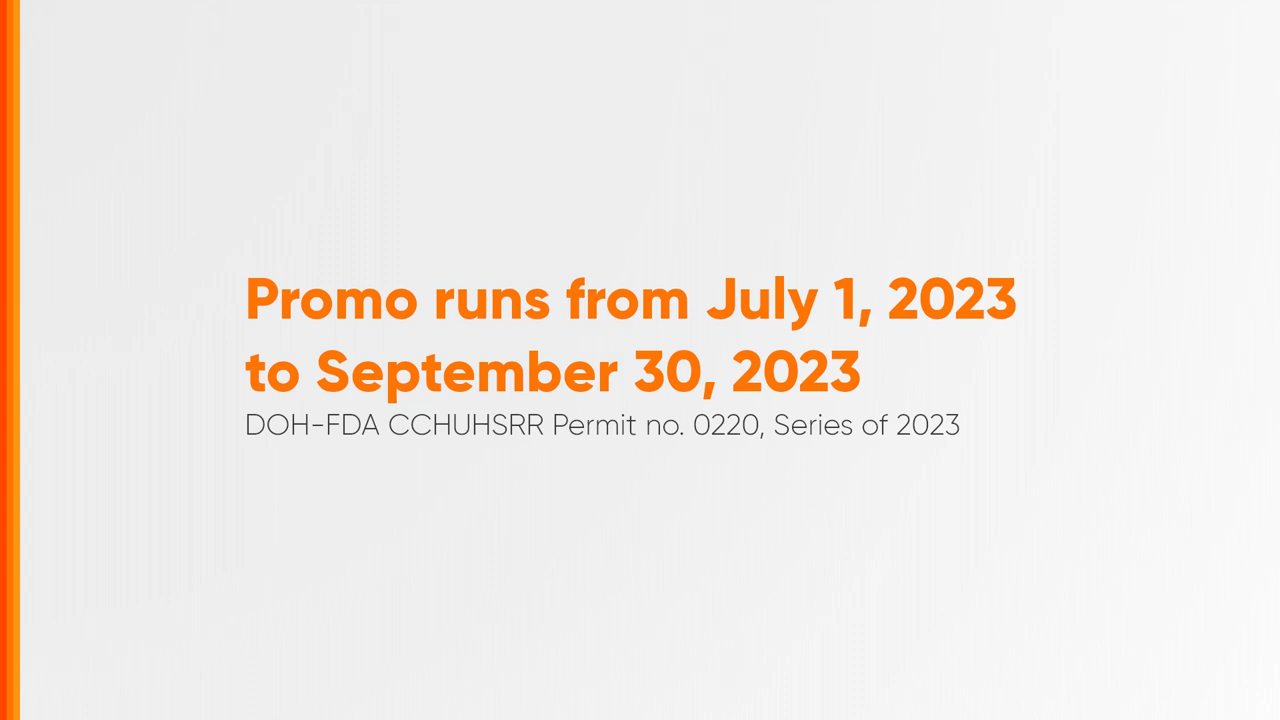 Promo runs from July 1, 2023
to September 30, 2023
DOH-FDA CCHUHSRR Permit no. 0220, Series of 2023